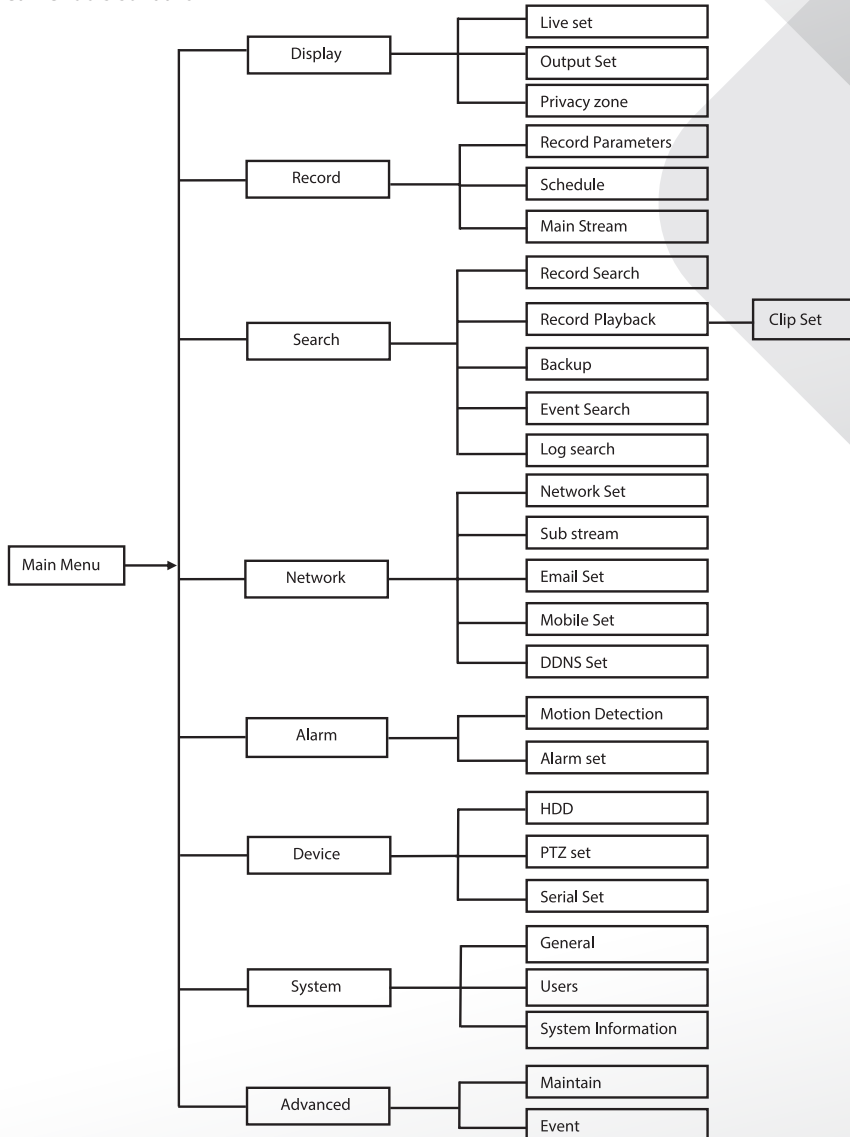 Live set
Display
Output Set
Privacy zone
Record Parameters
Record
Schedule
Main Stream
Record Search
Record Playback
Clip Set
Search
Backup
Event Search
Log search
Network Set
Sub stream
Main Menu
Network
Email Set
Mobile Set
DDNS Set
Motion Detection
Alarm
Alarm set
HDD
Device
PTZ set
Serial Set
General
System
Users
System Information
Maintain
Advanced
Event